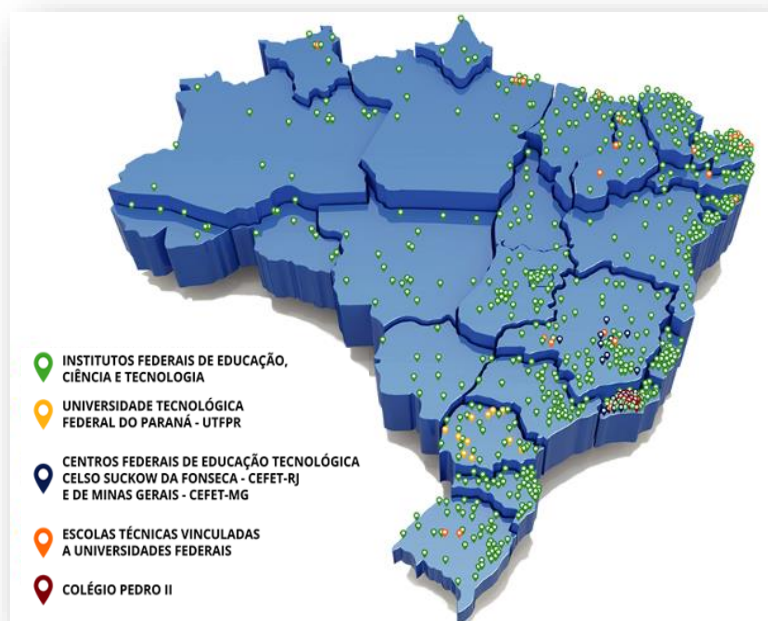 INSTITUTOS FEDERAIS DE EDUCAÇÃO,
CIÊNCIA E TECNOLOGIA
UNIVERSIDADE TECNOLÓGICA
FEDERAL DO PARANÁ - UTFPR
CENTROS FEDERAIS DE EDUCAÇÃO TECNOLÓGICA
CELSO SUCKOW DA FONSECA - CEFET-RJ
E DE MINAS GERAIS - CEFET-MG
ESCOLAS TÉCNICAS VINCULADAS
A UNIVERSIDADES FEDERAIS
COLÉGIO PEDRO II